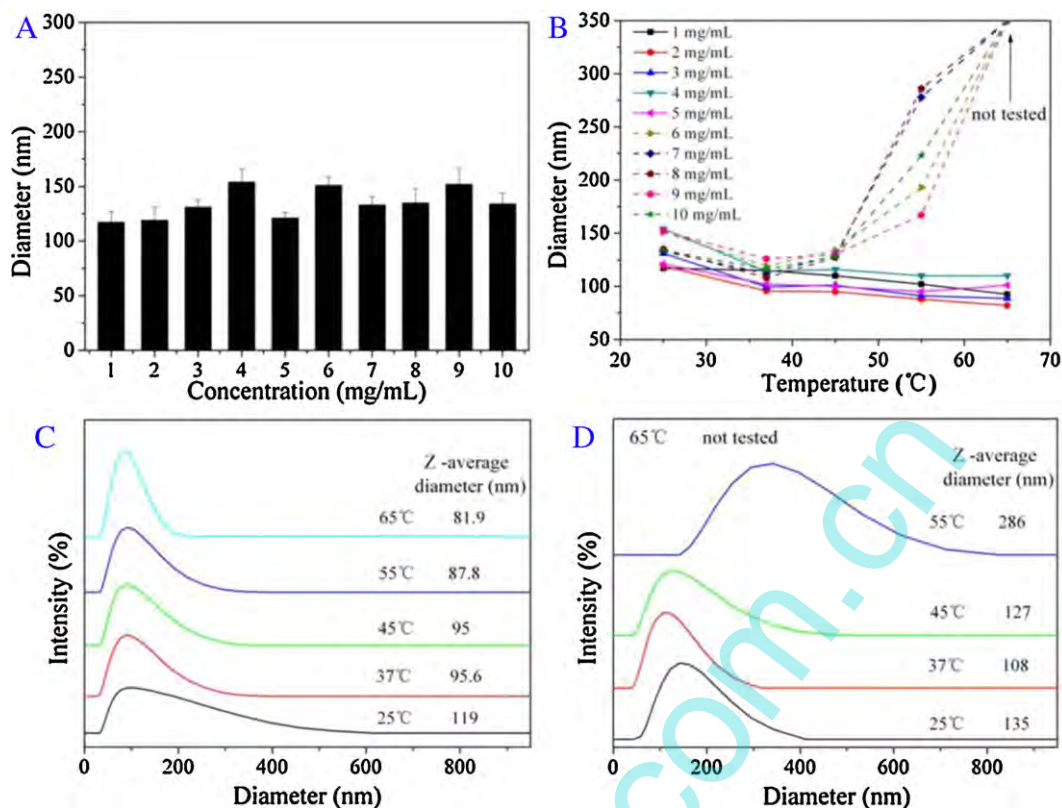 A
300
250
200
150
100
50
0
Diameter (nm)
1 2 3 4 5 6 7 8 9 10
Concentration (mg/mL)
B
350
300
250
200
150
100
50
Diameter (nm)
1 mg/mL
2 mg/mL
3 mg/mL
4 mg/mL
5 mg/mL
6 mg/mL
7 mg/mL
8 mg/mL
9 mg/mL
10 mg/mL
not tested
20 30 40 50 60 70
Temperature (℃)
C
Intensity (%)
Z -average
diameter (nm)
65℃ 81.9
55℃ 87.8
45℃ 95
37℃ 95.6
25℃ 119
0 200 400 600 800
Diameter (nm)
D
Intensity (%)
65℃ not tested
Z -average
diameter (nm)
55℃ 286
45℃ 127
37℃ 108
25℃ 135
0 200 400 600 800
Diameter (nm)
com.cn